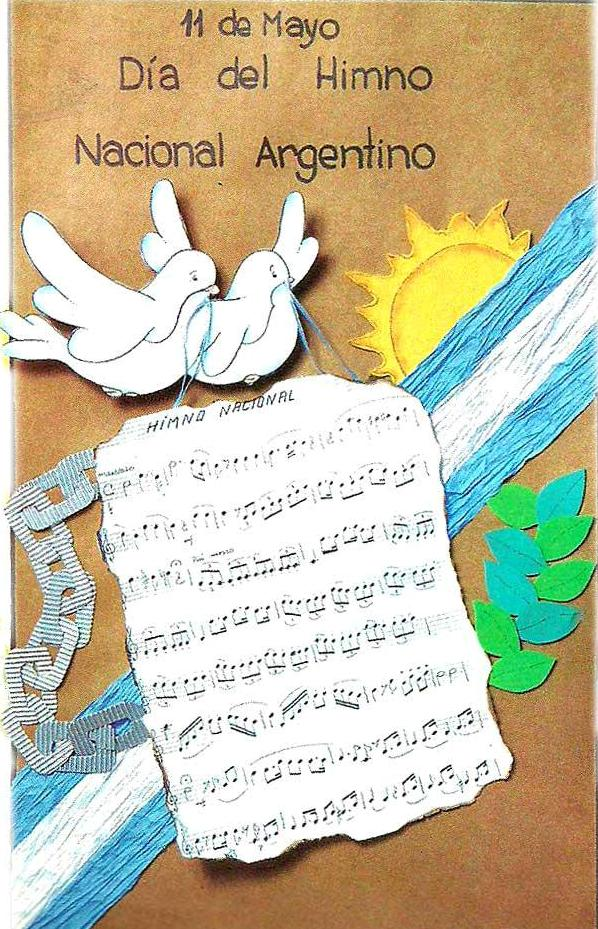 11 de Mayo
Día del Himno
Nacional Argentino
HIMNO NACIONAL